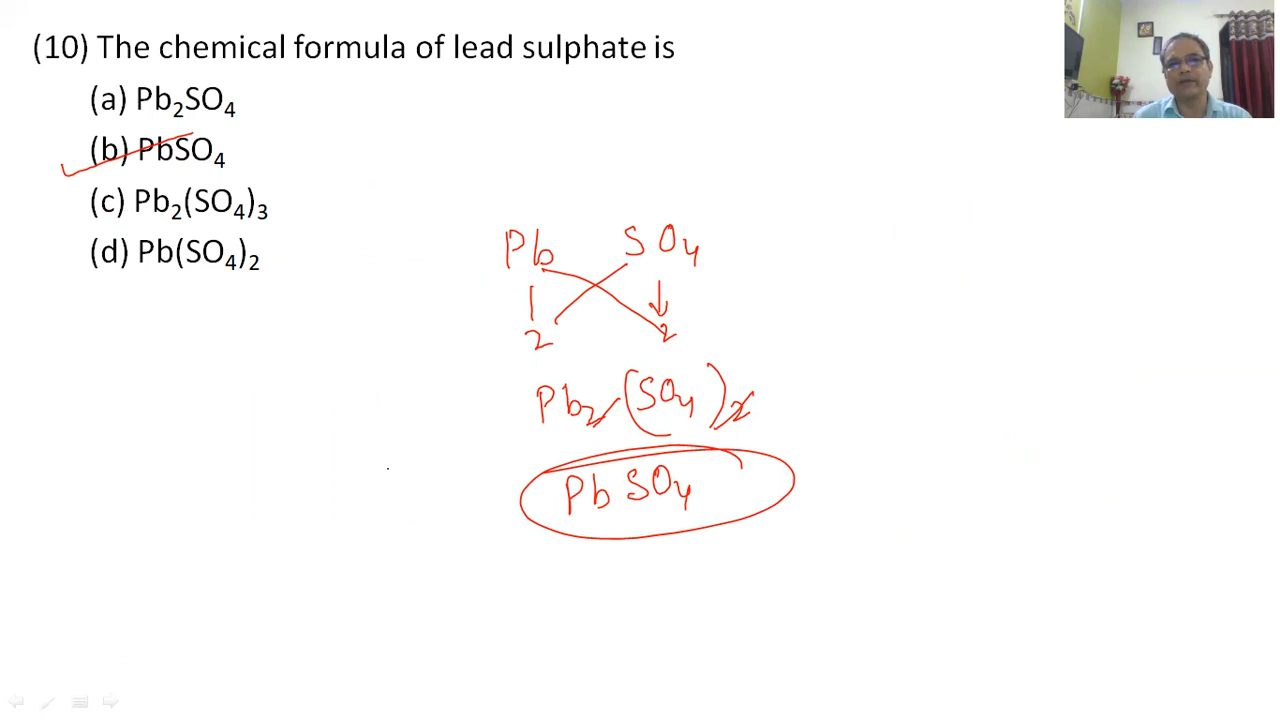 (10) The chemical formula of lead sulphate is
(a) Pb₂SO₄
(b) PbSO₄
(c) Pb₂(SO₄)₃
(d) Pb(SO₄)₂
Pb SO₄
2 2
Pb₂(SO₄)₂
PbSO₄